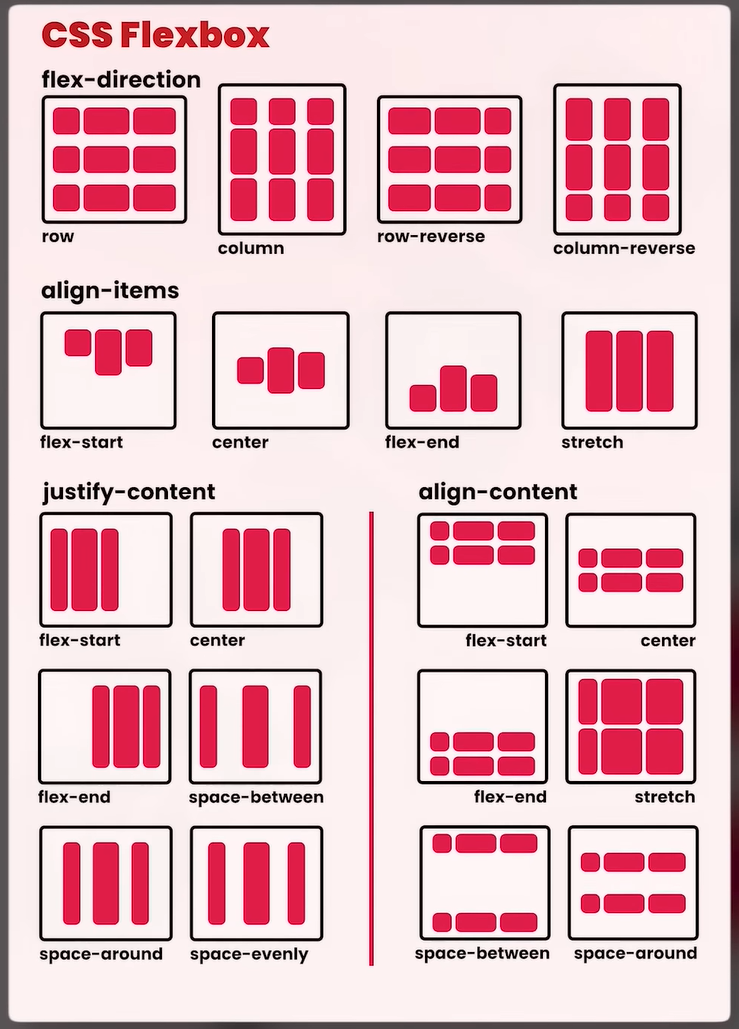 CSS Flexbox
flex-direction
row
column
row-reverse
column-reverse
align-items
flex-start
center
flex-end
stretch
justify-content
flex-start
center
flex-end
space-between
space-around
space-evenly
align-content
flex-start
center
flex-end
stretch
space-between
space-around